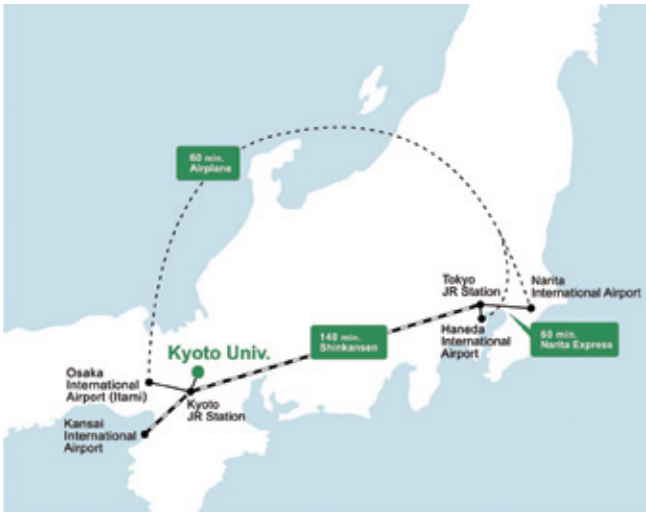 60 min.
Airplane
Tokyo
JR Station
Narita
International Airport
Haneda
International
Airport
60 min.
Narita Express
140 min.
Shinkansen
Kyoto Univ.
Osaka
International
Airport (Itami)
Kyoto
JR Station
Kansai
International
Airport